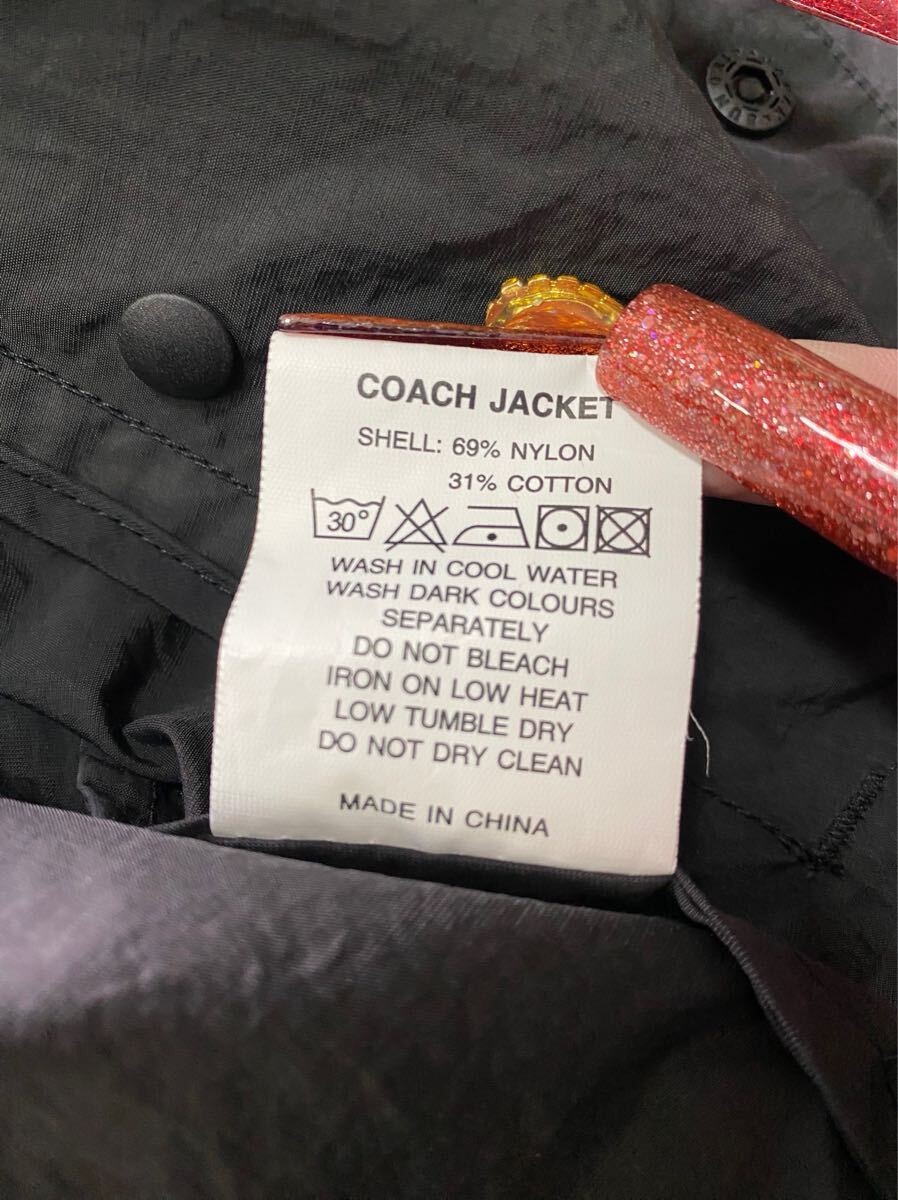 COACH JACKET
SHELL: 69% NYLON
31% COTTON
30°
WASH IN COOL WATER
WASH DARK COLOURS
SEPARATELY
DO NOT BLEACH
IRON ON LOW HEAT
LOW TUMBLE DRY
DO NOT DRY CLEAN
MADE IN CHINA